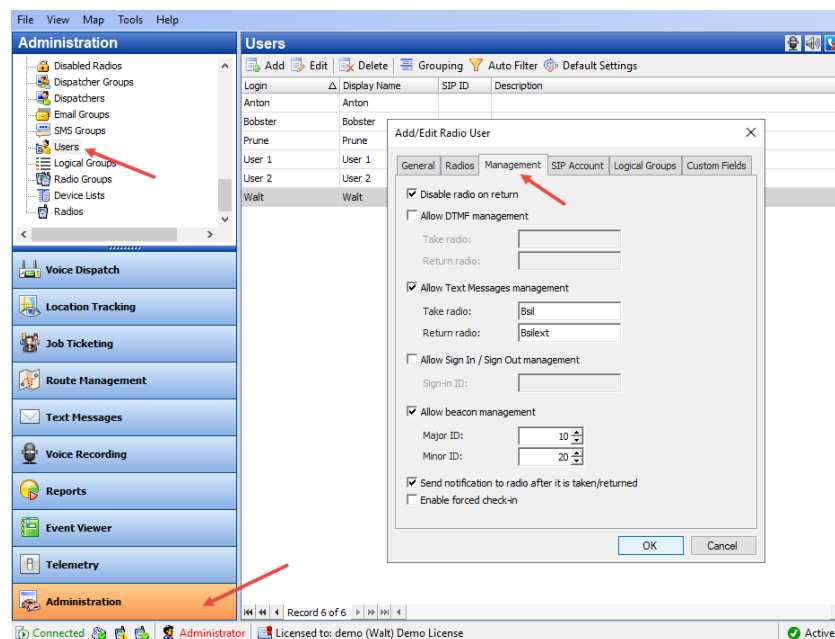 File View Map Tools Help
Administration
Disabled Radios
Dispatcher Groups
Dispatchers
Email Groups
SMS Groups
Users
Logical Groups
Radio Groups
Device Lists
Radios
Voice Dispatch
Location Tracking
Job Ticketing
Route Management
Text Messages
Voice Recording
Reports
Event Viewer
Telemetry
Administration
Users
Add Edit Delete Grouping Auto Filter Default Settings
Login Display Name SIP ID Description
Anton Anton
Bobster Bobster
Prune Prune
User 1 User 1
User 2 User 2
Walt Walt
Add/Edit Radio User
General Radios Management SIP Account Logical Groups Custom Fields
Disable radio on return
Allow DTMF management
Take radio:
Return radio:
Allow Text Messages management
Take radio: Bsil
Return radio: Bsilext
Allow Sign In / Sign Out management
Sign-in ID:
Allow beacon management
Major ID: 10
Minor ID: 20
Send notification to radio after it is taken/returned
Enable forced check-in
OK Cancel
Record 6 of 6
Connected Administrator Licensed to: demo (Walt) Demo License Active